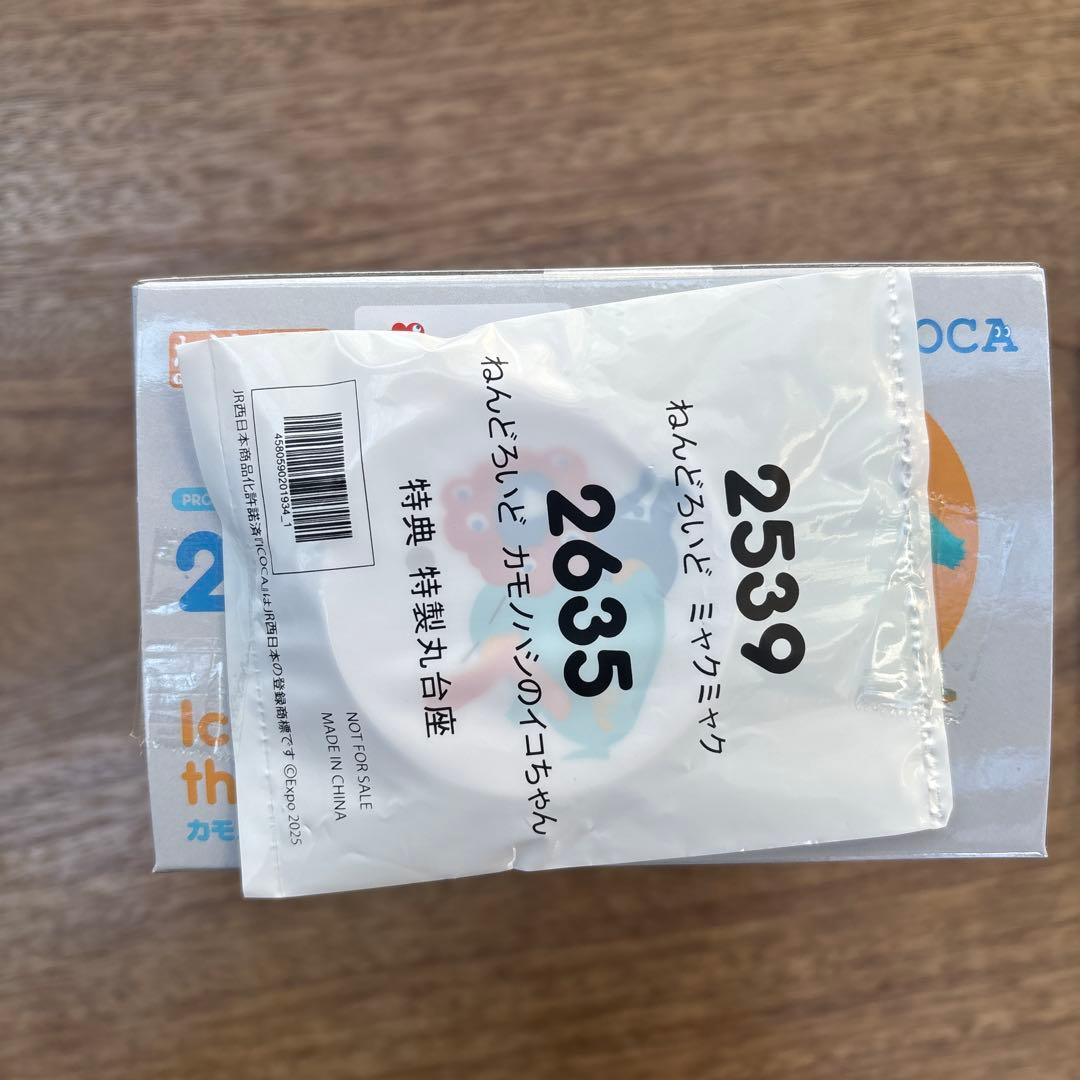 2539
ねんどろいど ミャクミャク
2635
ねんどろいど カモノハシのイコちゃん
特典 特製丸台座
NOT FOR SALE
MADE IN CHINA
4580590201934_1
JR西日本商品化許諾済『ICOCA』はJR西日本の登録商標です ©Expo 2025
OCA
PRO
2
Ic
th
カモ